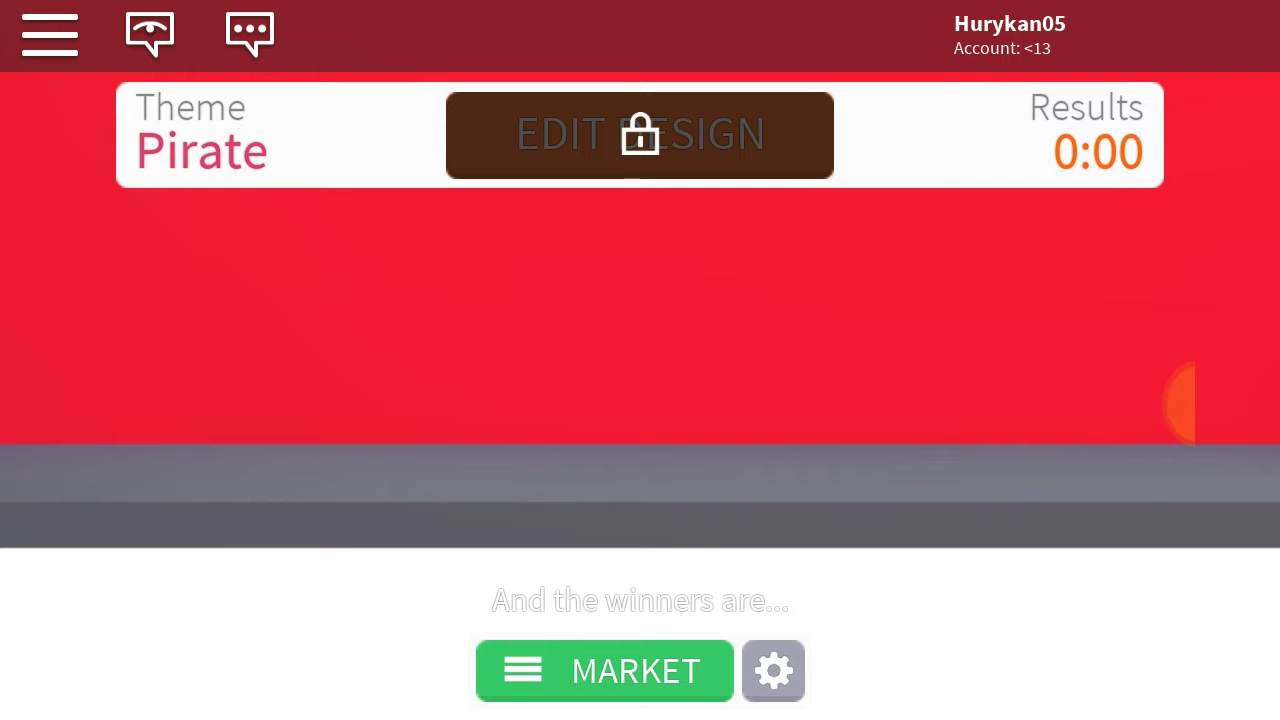 Hurykan05
Account: <13
Theme
Pirate
EDIT DESIGN
Results
0:00
And the winners are...
MARKET